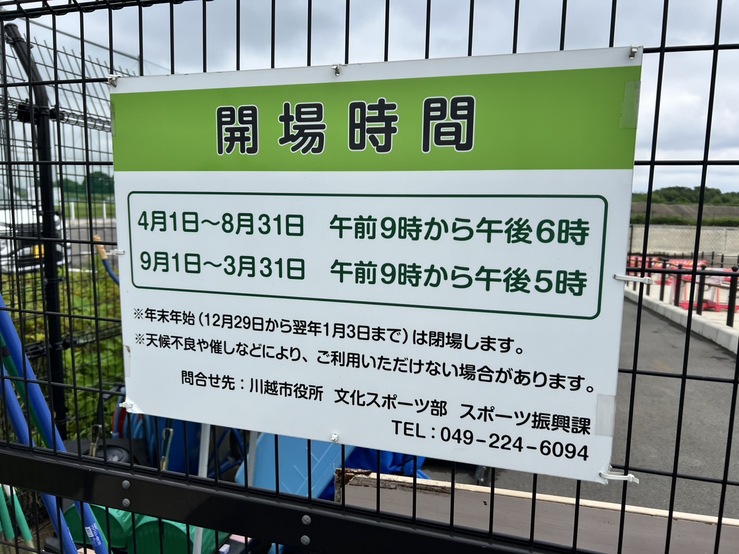 開場時間
4月1日～8月31日　午前9時から午後6時
9月1日～3月31日　午前9時から午後5時
※年末年始（12月29日から翌年1月3日まで）は閉場します。
※天候不良や催しなどにより、ご利用いただけない場合があります。
問合せ先：川越市役所　文化スポーツ部　スポーツ振興課
TEL：049-224-6094